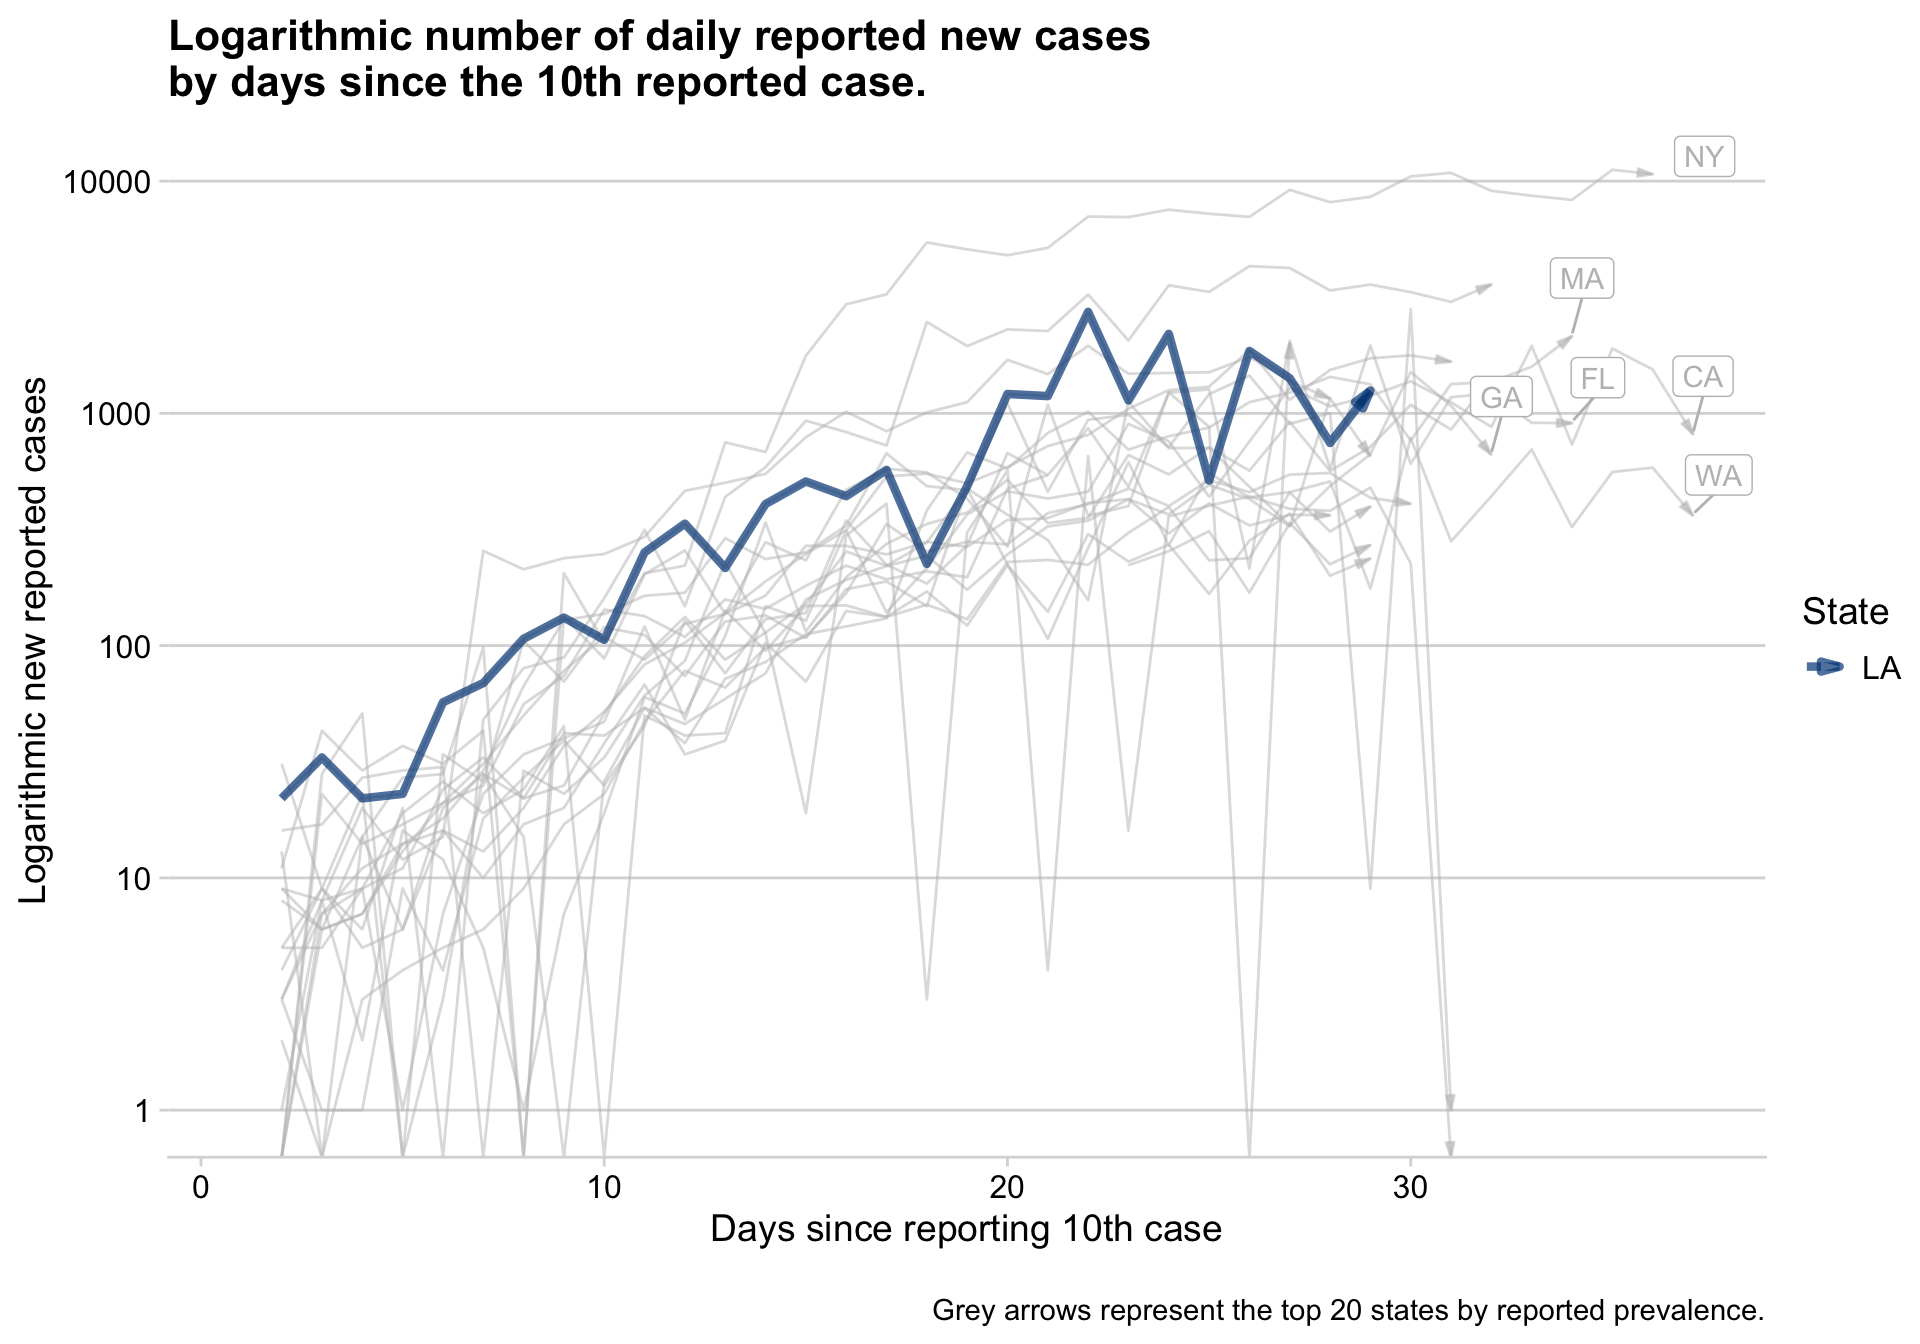 Logarithmic number of daily reported new cases
by days since the 10th reported case.
Logarithmic new reported cases
10000
1000
100
10
1
NY
MA
FL
CA
GA
WA
State
LA
0
10
20
30
Days since reporting 10th case
Grey arrows represent the top 20 states by reported prevalence.